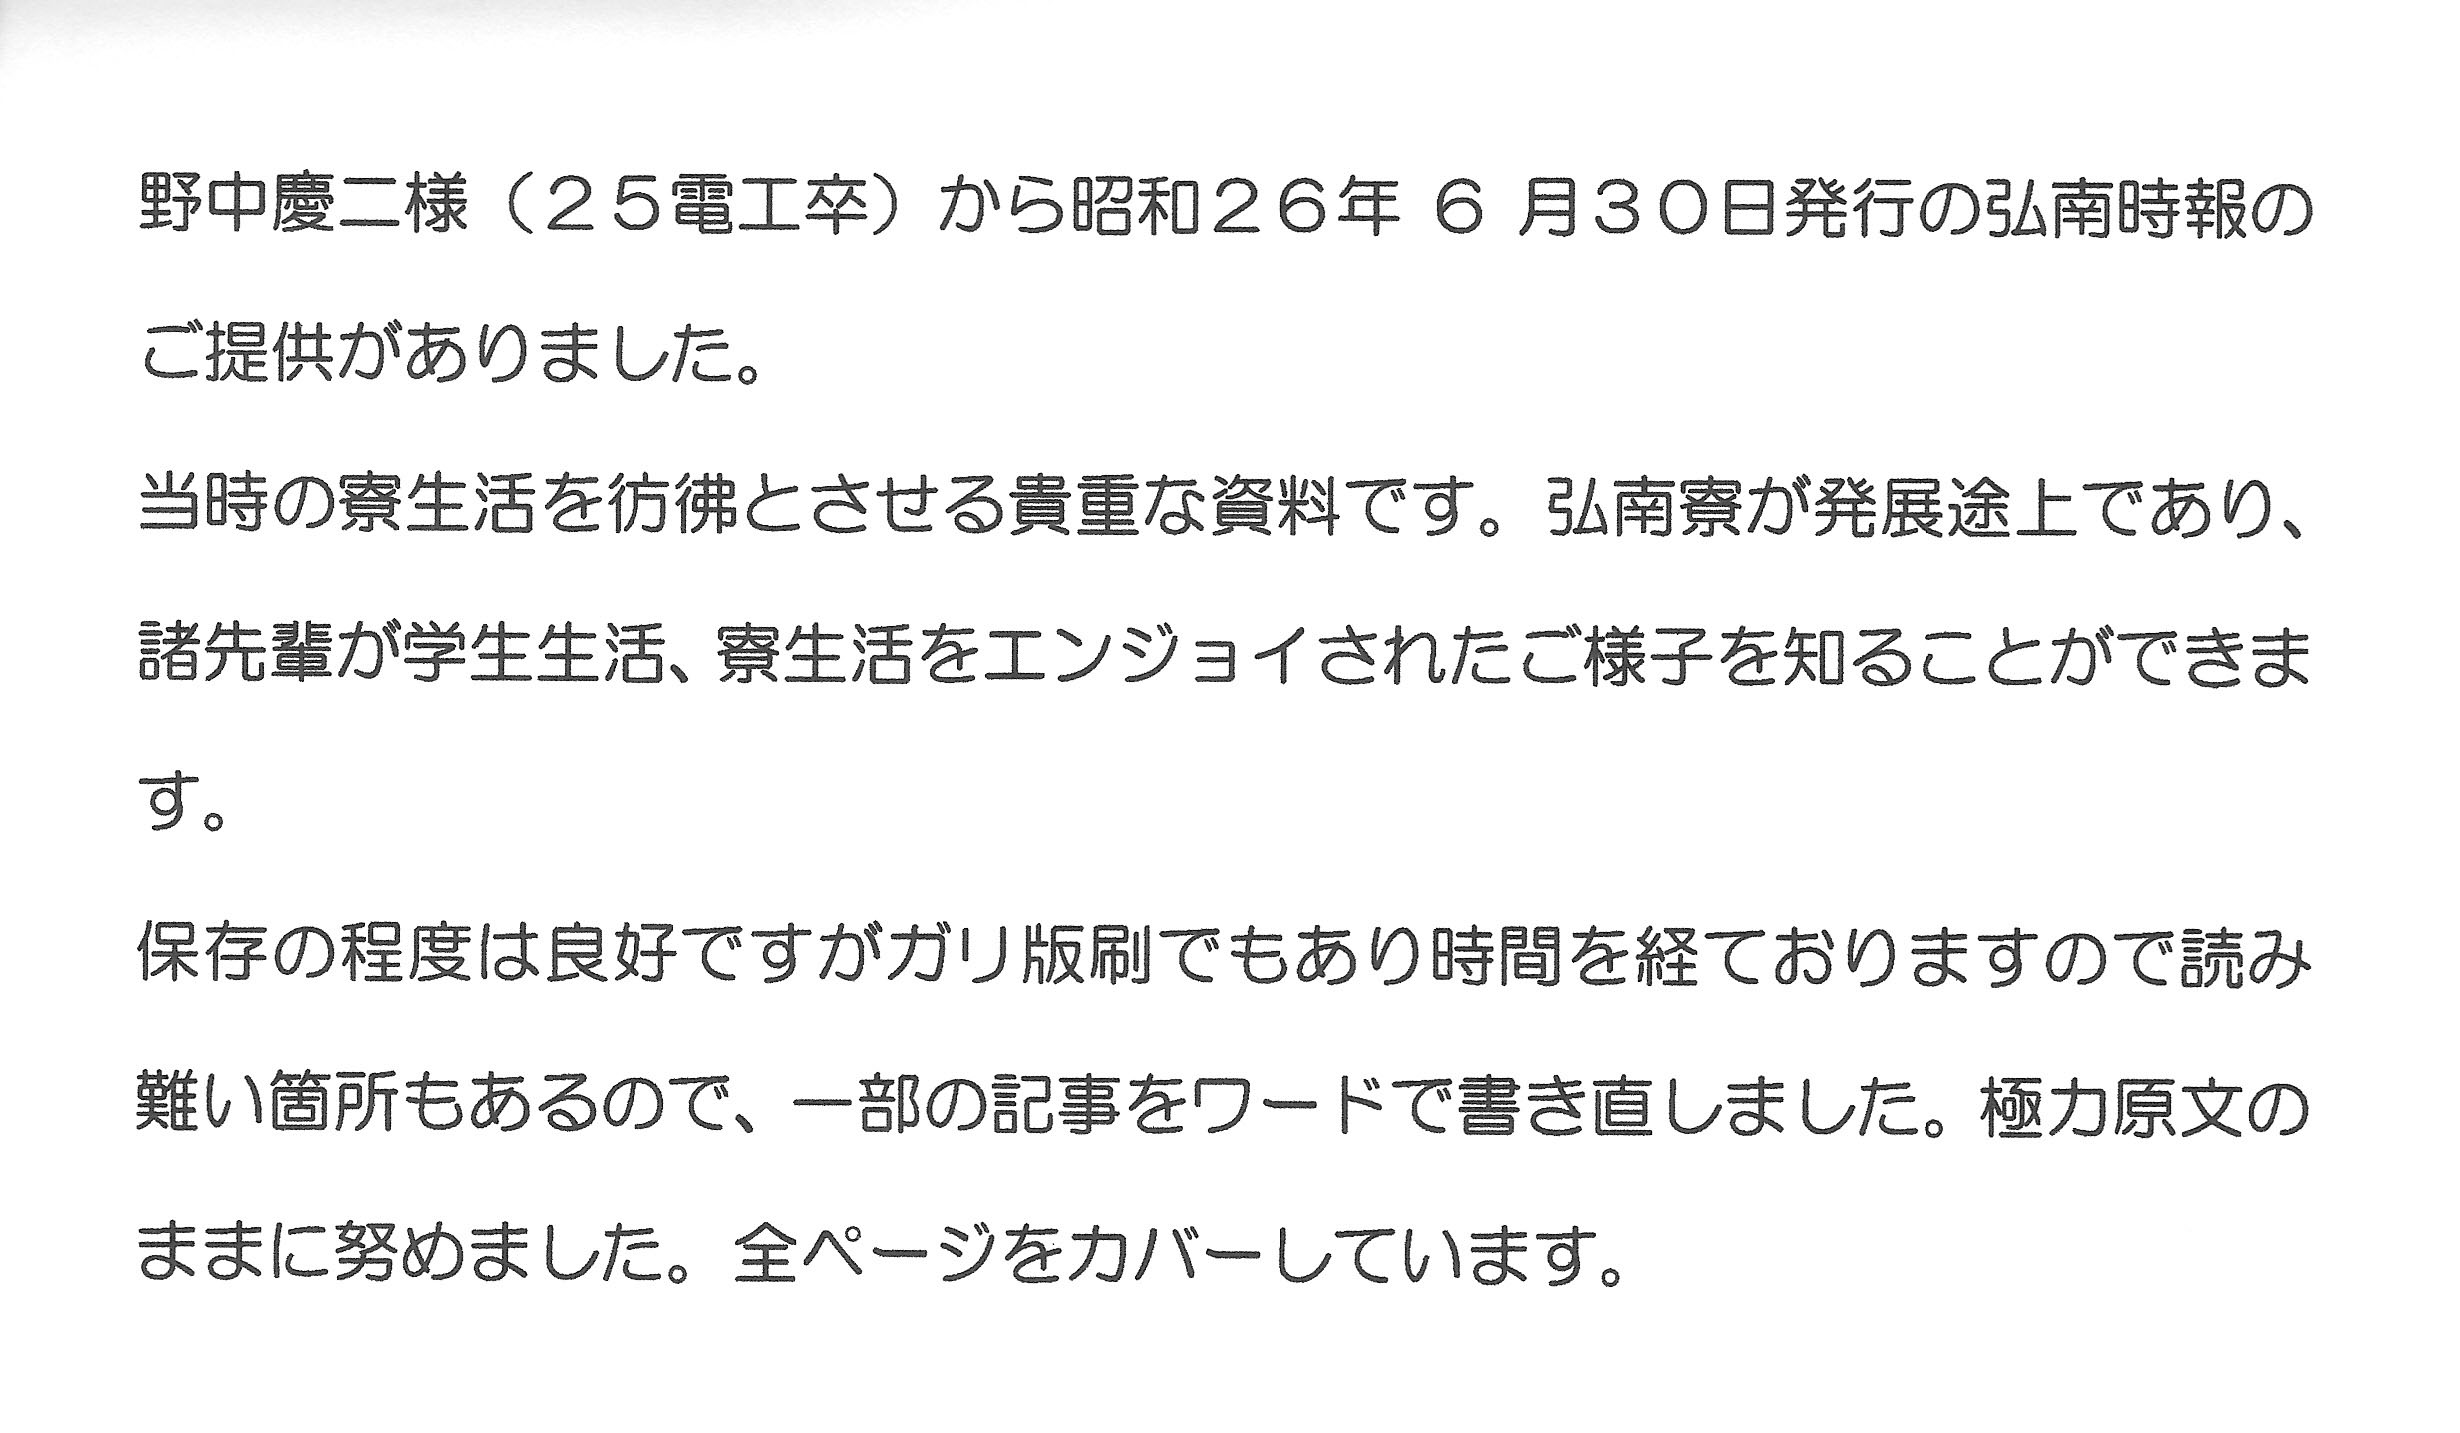 野中慶二様（２５電工卒）から昭和２６年 ６ 月３０日発行の弘南時報の
ご提供がありました。
当時の寮生活を彷彿とさせる貴重な資料です。弘南寮が発展途上であり、
諸先輩が学生生活、寮生活をエンジョイされたご様子を知ることができま
す。
保存の程度は良好ですがガリ版刷でもあり時間を経ておりますので読み
難い箇所もあるので、一部の記事をワードで書き直しました。極力原文の
ままに努めました。全ページをカバーしています。